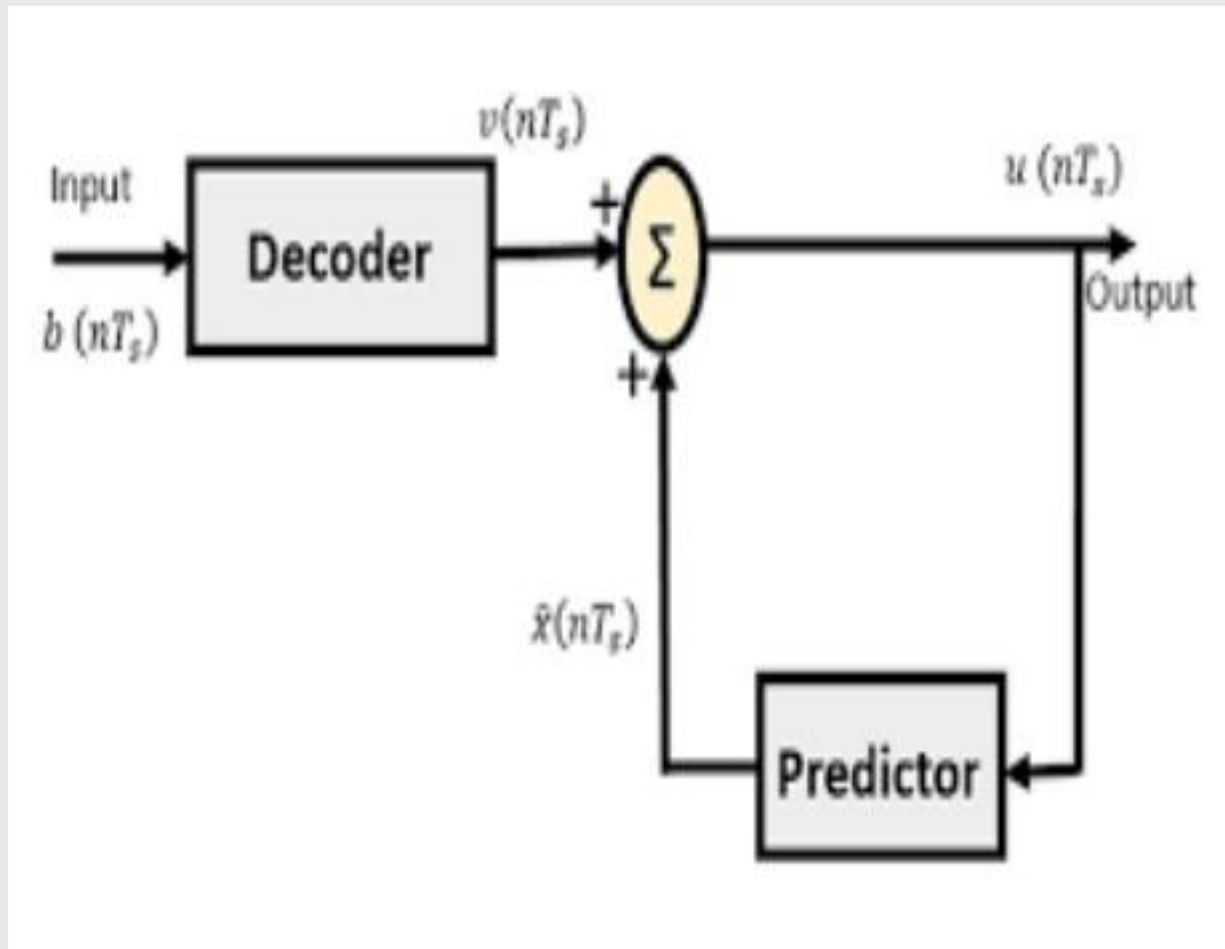 v(nTₛ)
Input
u (nTₛ)
+
Decoder
Σ
Output
b (nTₛ)
+
x̂(nTₛ)
Predictor